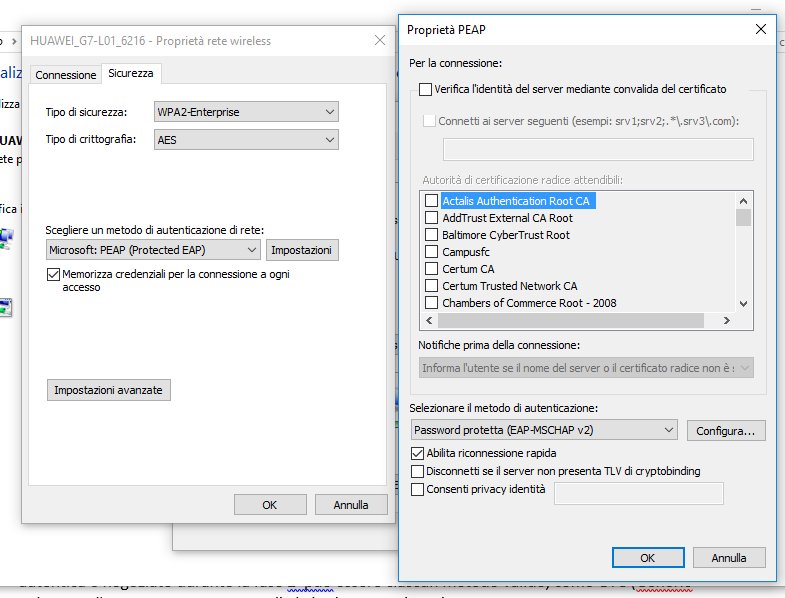 HUAWEI_G7-L01_6216 - Proprietà rete wireless
Connessione
Sicurezza
Tipo di sicurezza:
WPA2-Enterprise
Tipo di crittografia:
AES
Scegliere un metodo di autenticazione di rete:
Microsoft: PEAP (Protected EAP)
Impostazioni
Memorizza credenziali per la connessione a ogni
accesso
Impostazioni avanzate
OK
Annulla
Proprietà PEAP
Per la connessione:
Verifica l'identità del server mediante convalida del certificato
Connetti ai server seguenti (esempi: srv1;srv2;.*\.srv3\.com):
Autorità di certificazione radice attendibili:
Actalis Authentication Root CA
AddTrust External CA Root
Baltimore CyberTrust Root
Campusfc
Certum CA
Certum Trusted Network CA
Chambers of Commerce Root - 2008
Notifiche prima della connessione:
Informa l'utente se il nome del server o il certificato radice non è
Selezionare il metodo di autenticazione:
Password protetta (EAP-MSCHAP v2)
Configura...
Abilita riconnessione rapida
Disconnetti se il server non presenta TLV di cryptobinding
Consenti privacy identità
OK
Annulla